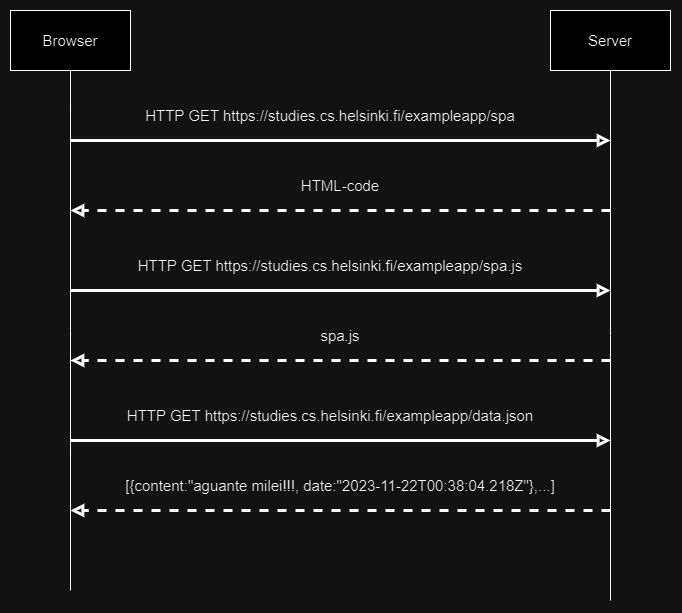 Browser
Server
HTTP GET https://studies.cs.helsinki.fi/exampleapp/spa
HTML-code
HTTP GET https://studies.cs.helsinki.fi/exampleapp/spa.js
spa.js
HTTP GET https://studies.cs.helsinki.fi/exampleapp/data.json
[{content:"aguante milei!!!, date:"2023-11-22T00:38:04.218Z"},...]